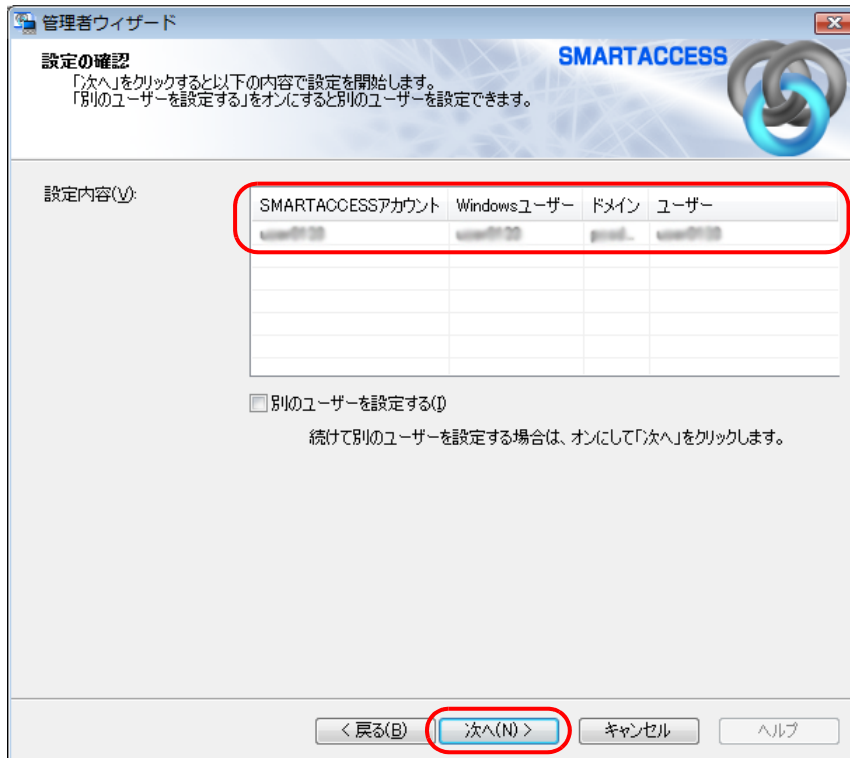 管理者ウィザード
設定の確認
「次へ」をクリックすると以下の内容で設定を開始します。
「別のユーザーを設定する」をオンにすると別のユーザーを設定できます。
SMARTACCESS
設定内容(V):
SMARTACCESSアカウント Windowsユーザー ドメイン ユーザー
別のユーザーを設定する(I)
続けて別のユーザーを設定する場合は、オンにして「次へ」をクリックします。
< 戻る(B) 次へ(N) > キャンセル ヘルプ